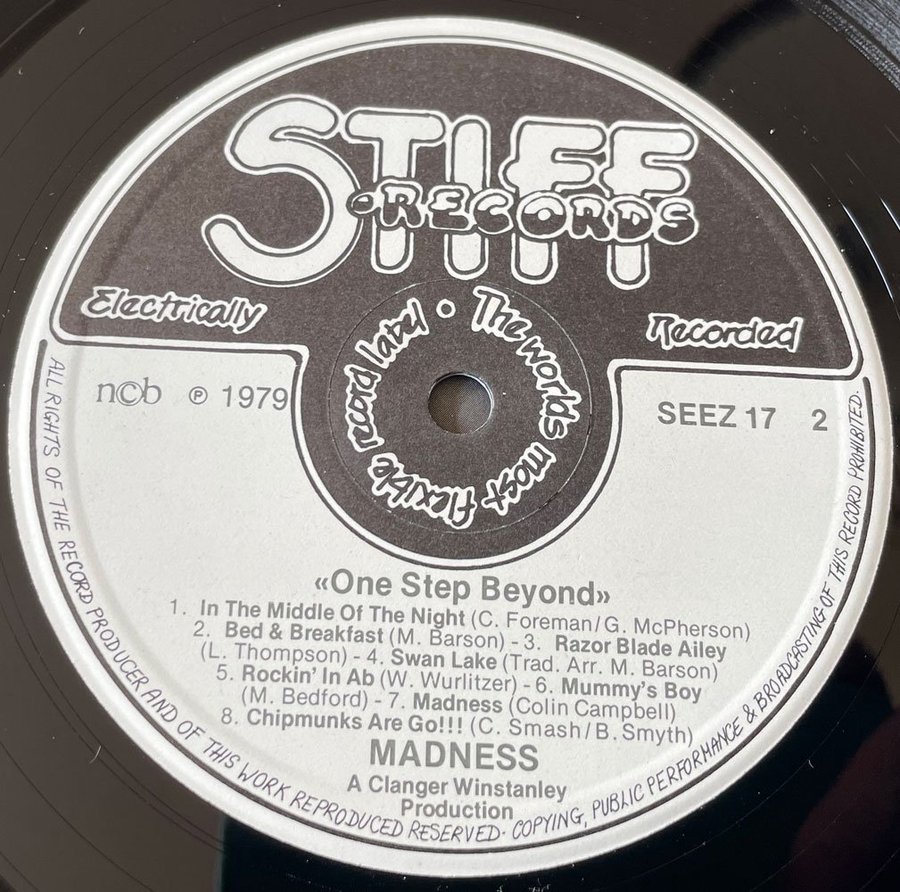 STIFF
RECORDS
Electrically
Recorded
The worlds most flexible record label
ncb ℗ 1979
SEEZ 17 2
«One Step Beyond»
1. In The Middle Of The Night (C. Foreman/G. McPherson)
2. Bed & Breakfast (M. Barson) - 3. Razor Blade Ailey
(L. Thompson) - 4. Swan Lake (Trad. Arr. M. Barson)
5. Rockin' In Ab (W. Wurlitzer) - 6. Mummy's Boy
(M. Bedford) - 7. Madness (Colin Campbell)
8. Chipmunks Are Go!!! (C. Smash/B. Smyth)
MADNESS
A Clanger Winstanley
Production
ALL RIGHTS OF THE RECORD PRODUCER AND OF THIS WORK REPRODUCED RESERVED· COPYING, PUBLIC PERFORMANCE & BROADCASTING OF THIS RECORD PROHIBITED·